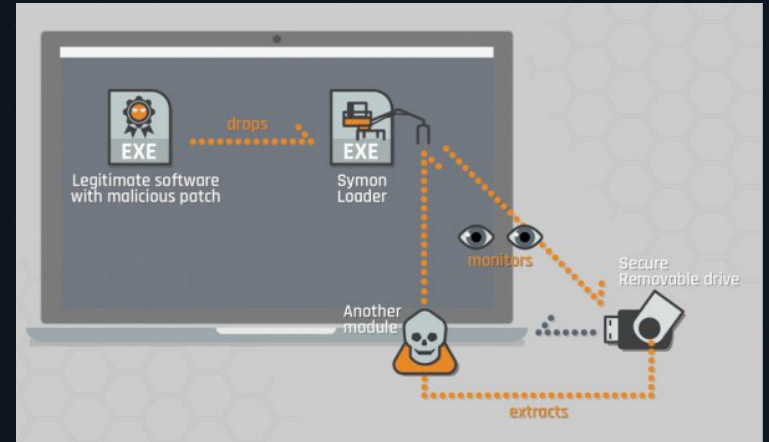 drops
EXE
EXE
Legitimate software
with malicious patch
Symon
Loader
monitors
Secure
Removable drive
Another
module
extracts